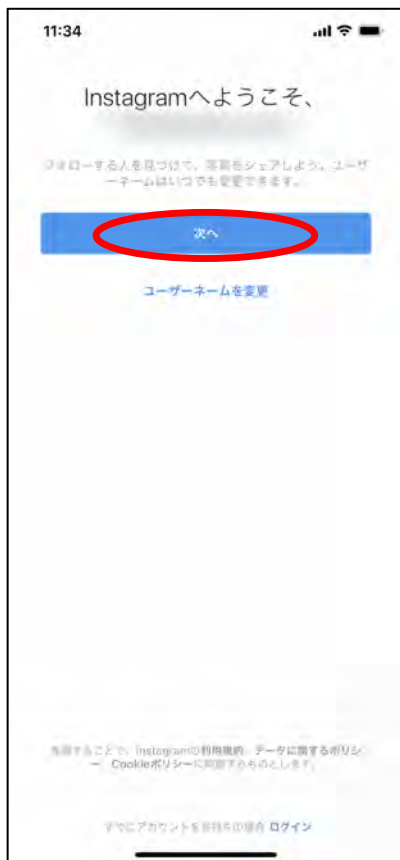 11:34
Instagramへようこそ、
フォローする人を見つけて、写真をシェアしよう。ユーザ
ーネームはいつでも変更できます。
次へ
ユーザーネームを変更
することで、Instagramの利用規約、データに関するポリシ
ー、Cookieポリシーに同意するものとします。
すでにアカウントをお持ちの場合 ログイン